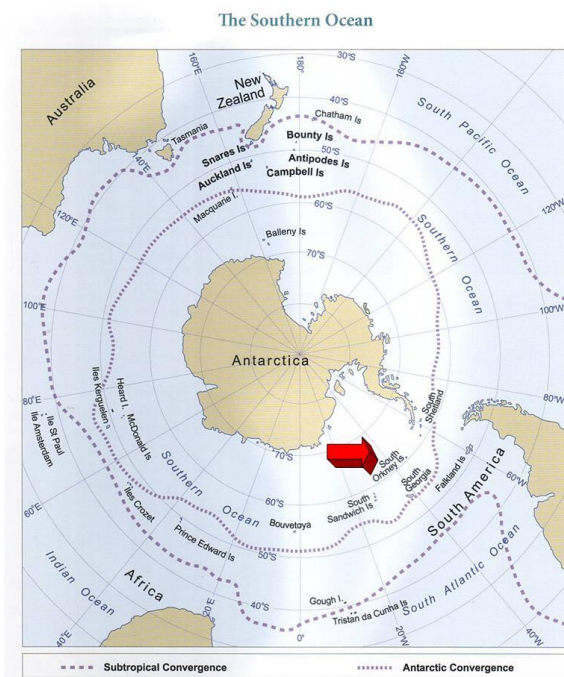 The Southern Ocean
160°E
180°
160°W
30°S
New
Zealand
40°S
Chatham Is
Australia
South Pacific Ocean
Tasmania
Bounty Is
140°W
50°S
Snares Is
Antipodes Is
140°E
Auckland Is
Campbell Is
Macquarie I.
60°S
120°E
120°W
Southern Ocean
Balleny Is
70°S
100°E
100°W
Antarctica
80°E
80°W
Îles Kerguelen
Heard I.
McDonald Is
South
Shetland
Ile St Paul
Ile Amsterdam
70°S
South
Orkney Is.
South
Georgia
Falkland Is
60°W
South America
Southern Ocean
60°S
South
Sandwich Is
Îles Crozet
60°E
Bouvetoya
Prince Edward Is
50°S
Indian Ocean
Africa
South Atlantic Ocean
Gough I.
40°S
Tristan da Cunha Is
40°E
20°E
0°
20°W
40°W
Subtropical Convergence
Antarctic Convergence